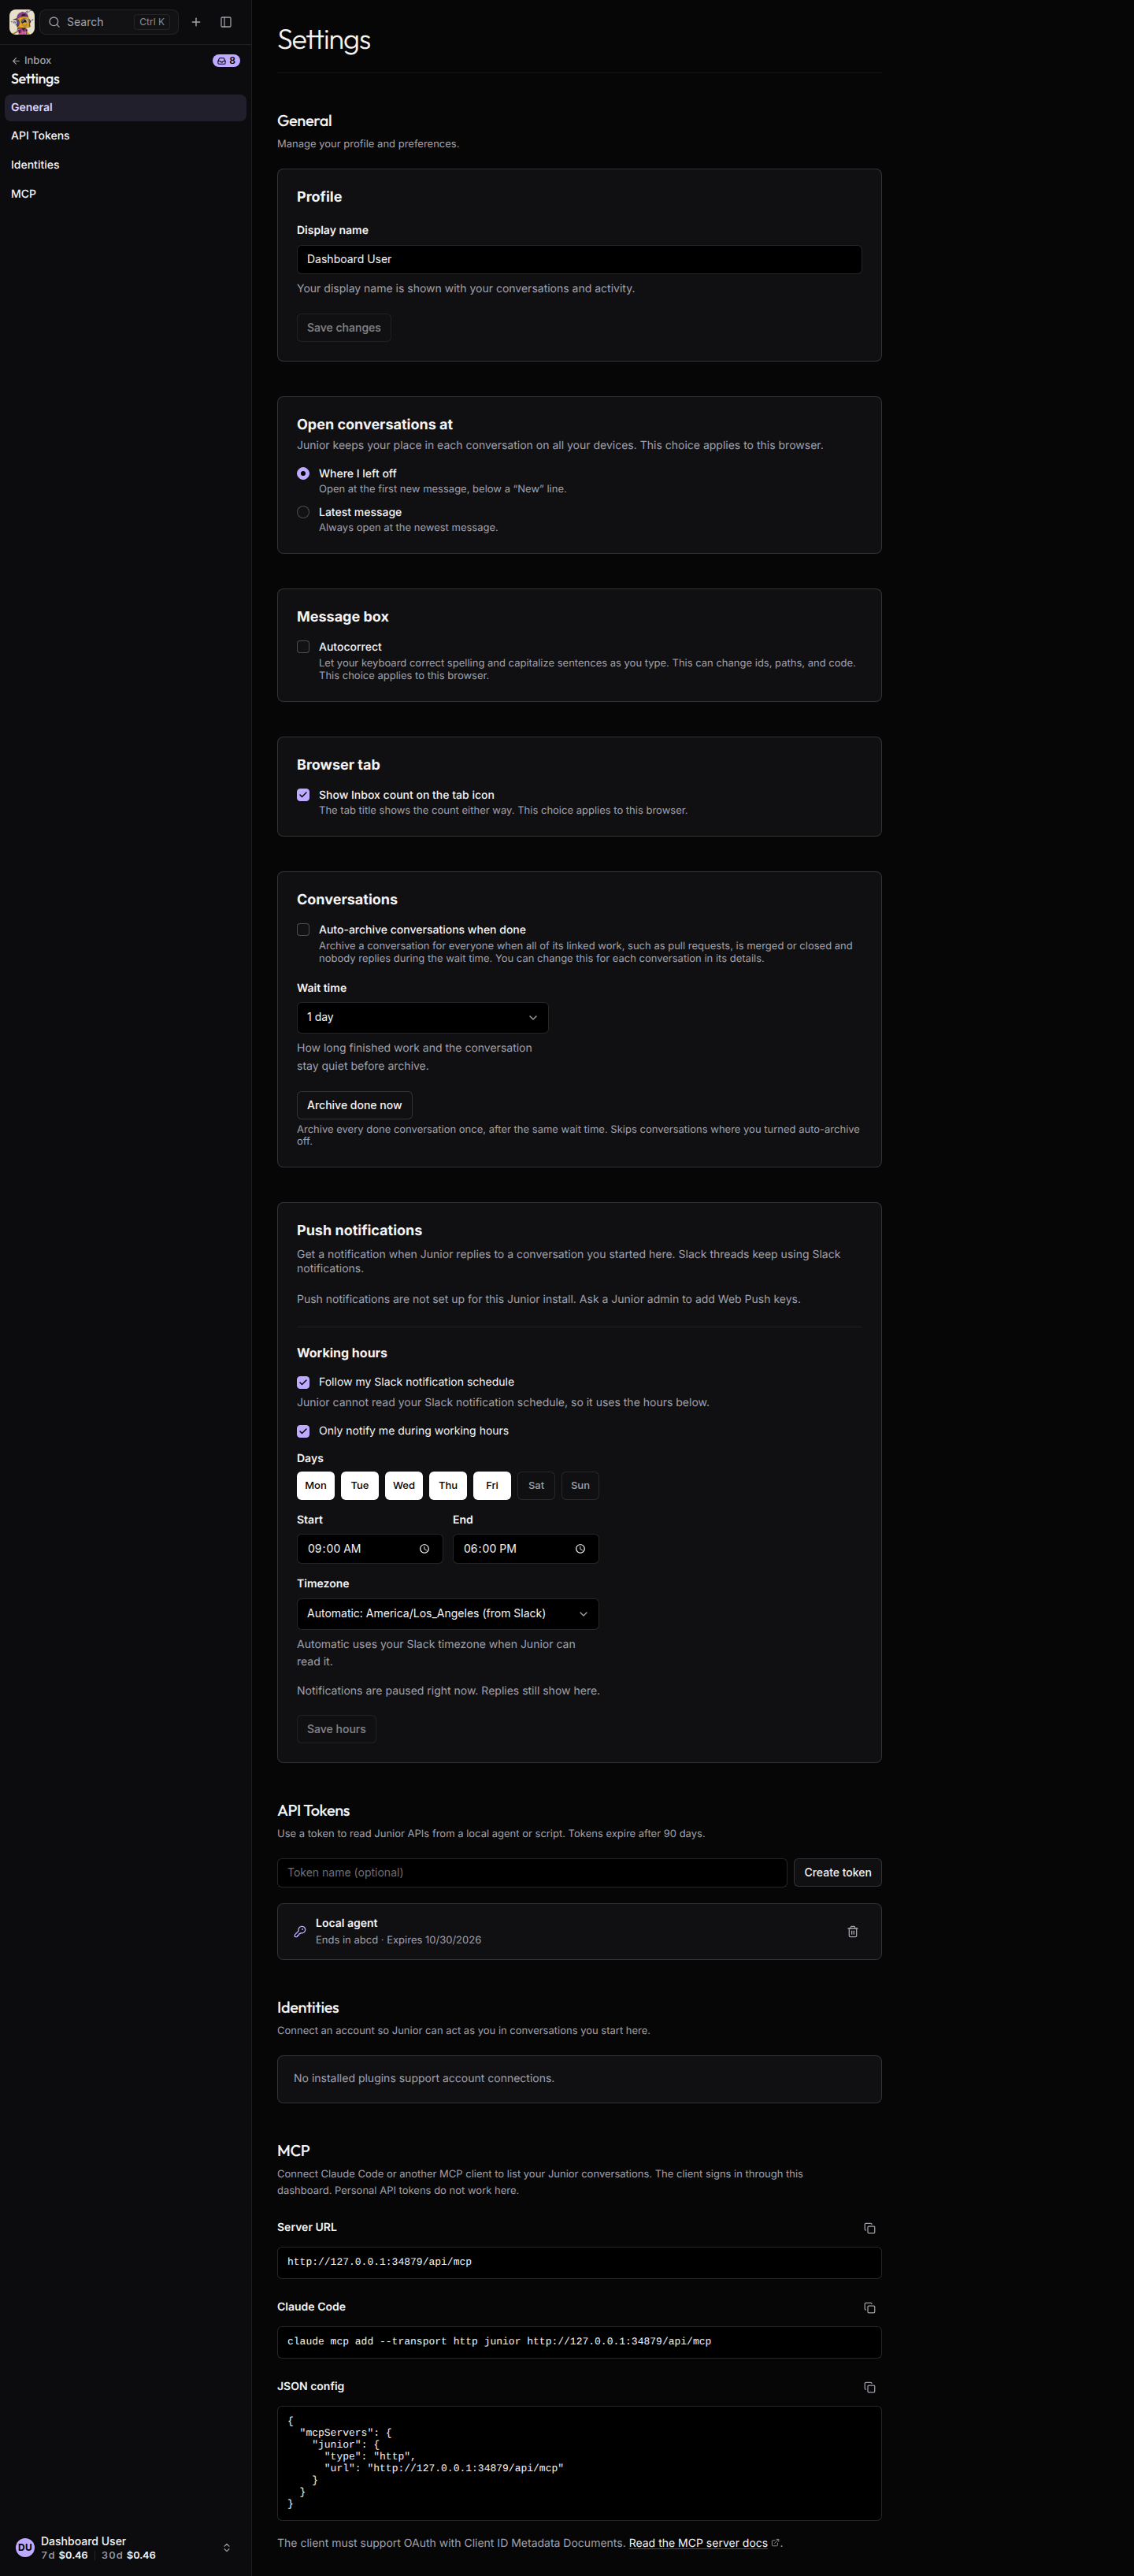 Search Ctrl K
Inbox 8
Settings
General
API Tokens
Identities
MCP
Settings
General
Manage your profile and preferences.
Profile
Display name
Dashboard User
Your display name is shown with your conversations and activity.
Save changes
Open conversations at
Junior keeps your place in each conversation on all your devices. This choice applies to this browser.
Where I left off
Open at the first new message, below a “New” line.
Latest message
Always open at the newest message.
Message box
Autocorrect
Let your keyboard correct spelling and capitalize sentences as you type. This can change ids, paths, and code.
This choice applies to this browser.
Browser tab
Show Inbox count on the tab icon
The tab title shows the count either way. This choice applies to this browser.
Conversations
Auto-archive conversations when done
Archive a conversation for everyone when all of its linked work, such as pull requests, is merged or closed and
nobody replies during the wait time. You can change this for each conversation in its details.
Wait time
1 day
How long finished work and the conversation
stay quiet before archive.
Archive done now
Archive every done conversation once, after the same wait time. Skips conversations where you turned auto-archive
off.
Push notifications
Get a notification when Junior replies to a conversation you started here. Slack threads keep using Slack
notifications.
Push notifications are not set up for this Junior install. Ask a Junior admin to add Web Push keys.
Working hours
Follow my Slack notification schedule
Junior cannot read your Slack notification schedule, so it uses the hours below.
Only notify me during working hours
Days
Mon Tue Wed Thu Fri Sat Sun
Start End
09:00 AM 06:00 PM
Timezone
Automatic: America/Los_Angeles (from Slack)
Automatic uses your Slack timezone when Junior can
read it.
Notifications are paused right now. Replies still show here.
Save hours
API Tokens
Use a token to read Junior APIs from a local agent or script. Tokens expire after 90 days.
Token name (optional) Create token
Local agent
Ends in abcd · Expires 10/30/2026
Identities
Connect an account so Junior can act as you in conversations you start here.
No installed plugins support account connections.
MCP
Connect Claude Code or another MCP client to list your Junior conversations. The client signs in through this
dashboard. Personal API tokens do not work here.
Server URL
http://127.0.0.1:34879/api/mcp
Claude Code
claude mcp add --transport http junior http://127.0.0.1:34879/api/mcp
JSON config
{
"mcpServers": {
"junior": {
"type": "http",
"url": "http://127.0.0.1:34879/api/mcp"
}
}
}
The client must support OAuth with Client ID Metadata Documents. Read the MCP server docs .
DU Dashboard User
7d $0.46 30d $0.46